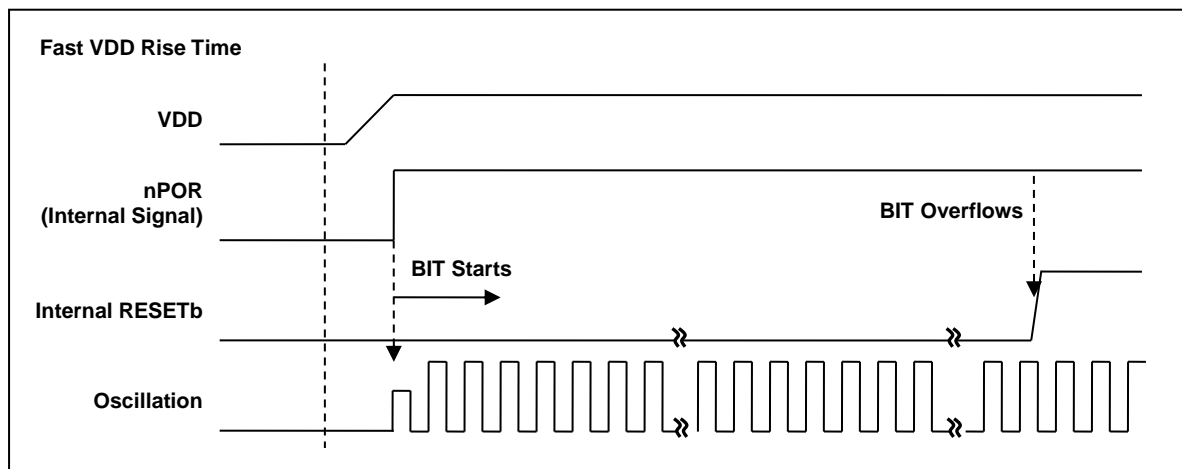 Fast VDD Rise Time
VDD
nPOR
(Internal Signal)
BIT Overflows
BIT Starts
Internal RESETb
Oscillation